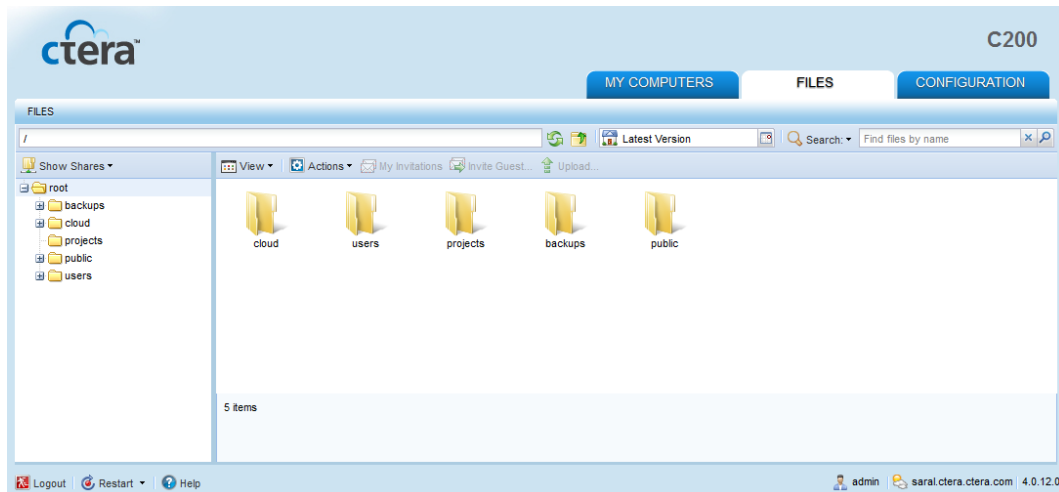 ctera™
C200
MY COMPUTERS FILES CONFIGURATION
FILES
/ Latest Version Search: Find files by name
Show Shares View Actions My Invitations Invite Guest... Upload...
root
backups
cloud
projects
public
users
cloud users projects backups public
5 items
Logout Restart Help admin saral.ctera.ctera.com 4.0.12.0